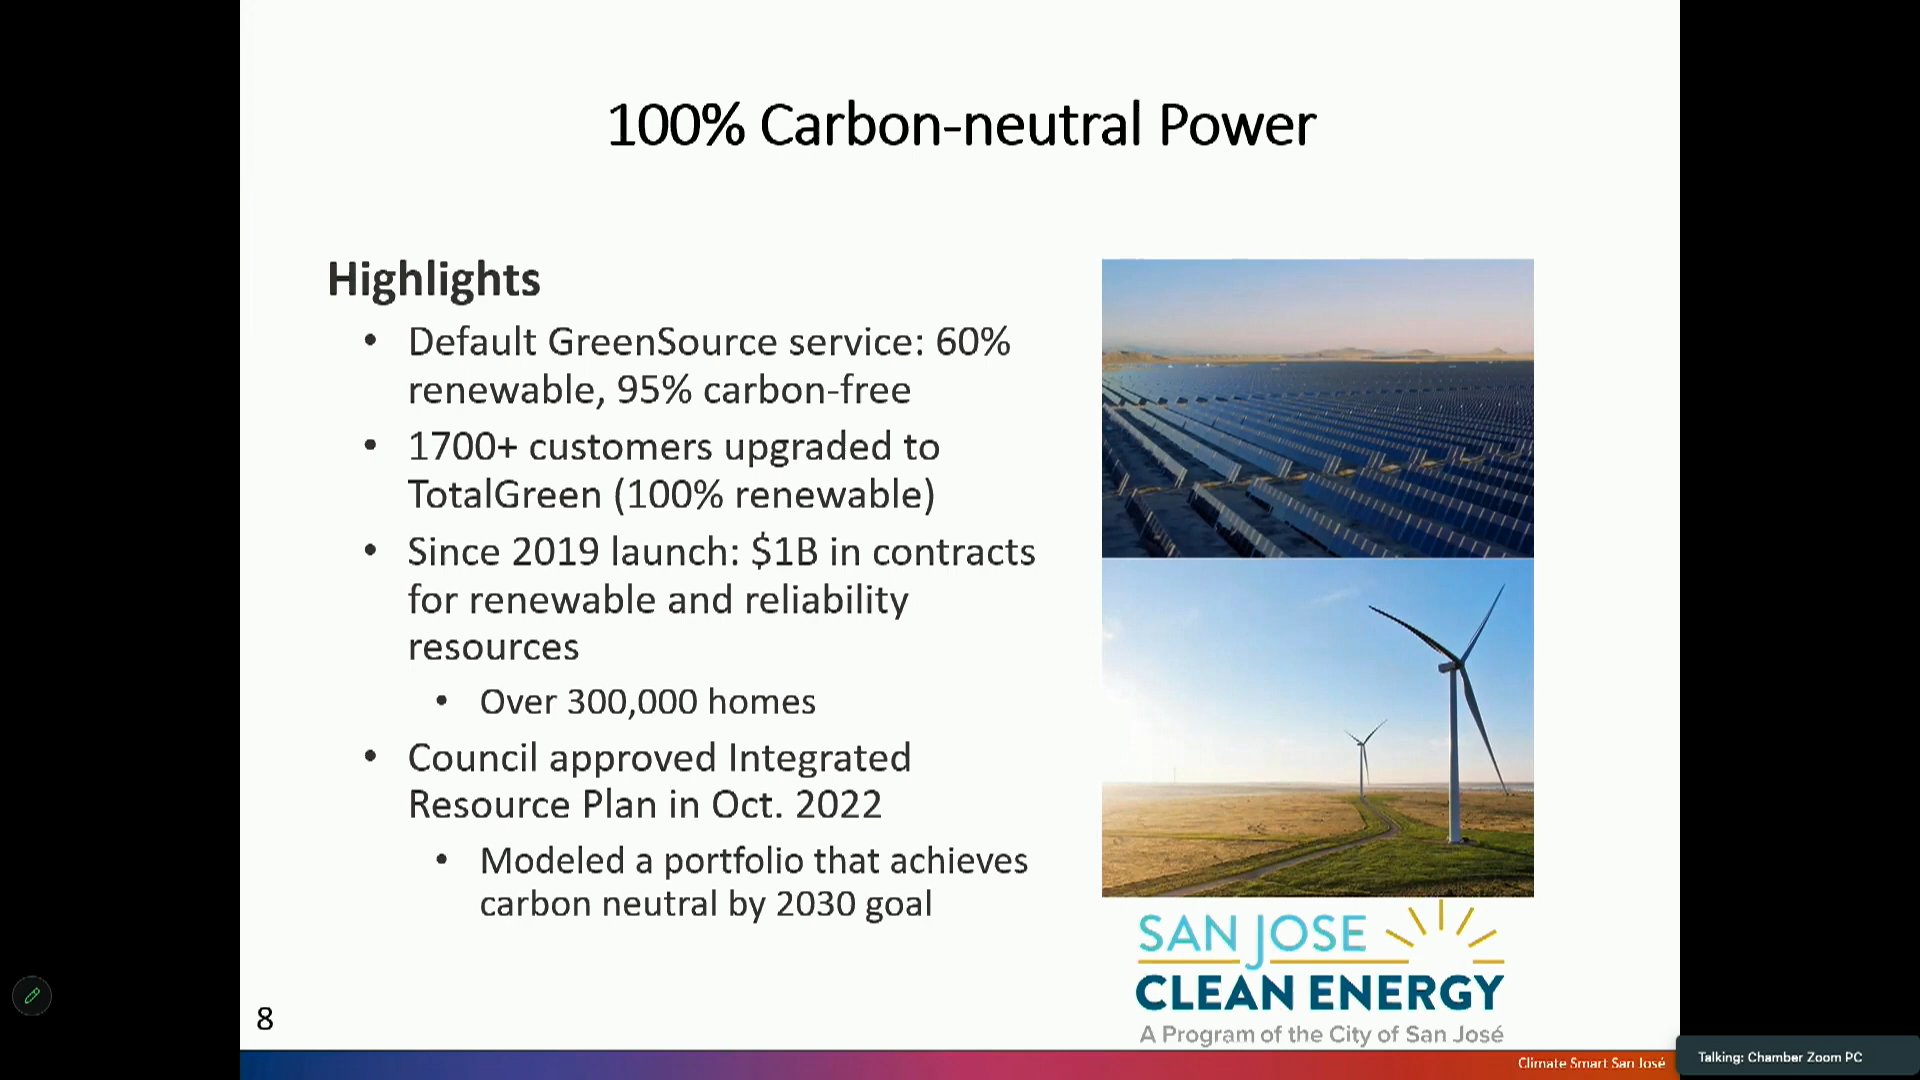 100% Carbon-neutral Power
Highlights
• Default GreenSource service: 60%
renewable, 95% carbon-free
• 1700+ customers upgraded to
TotalGreen (100% renewable)
• Since 2019 launch: $1B in contracts
for renewable and reliability
resources
• Over 300,000 homes
• Council approved Integrated
Resource Plan in Oct. 2022
• Modeled a portfolio that achieves
carbon neutral by 2030 goal
SAN JOSE
CLEAN ENERGY
A Program of the City of San José
8
Climate Smart San José
Talking: Chamber Zoom PC